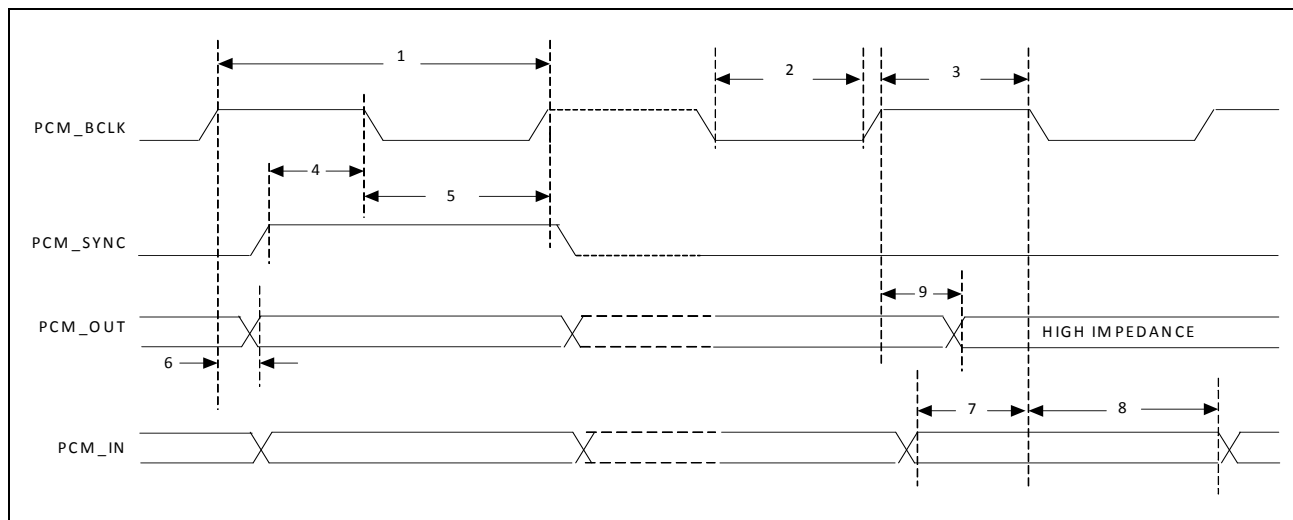 1
2
3
PCM_BCLK
4
5
PCM_SYNC
9
PCM_OUT
HIGH IMPEDANCE
6
7
8
PCM_IN